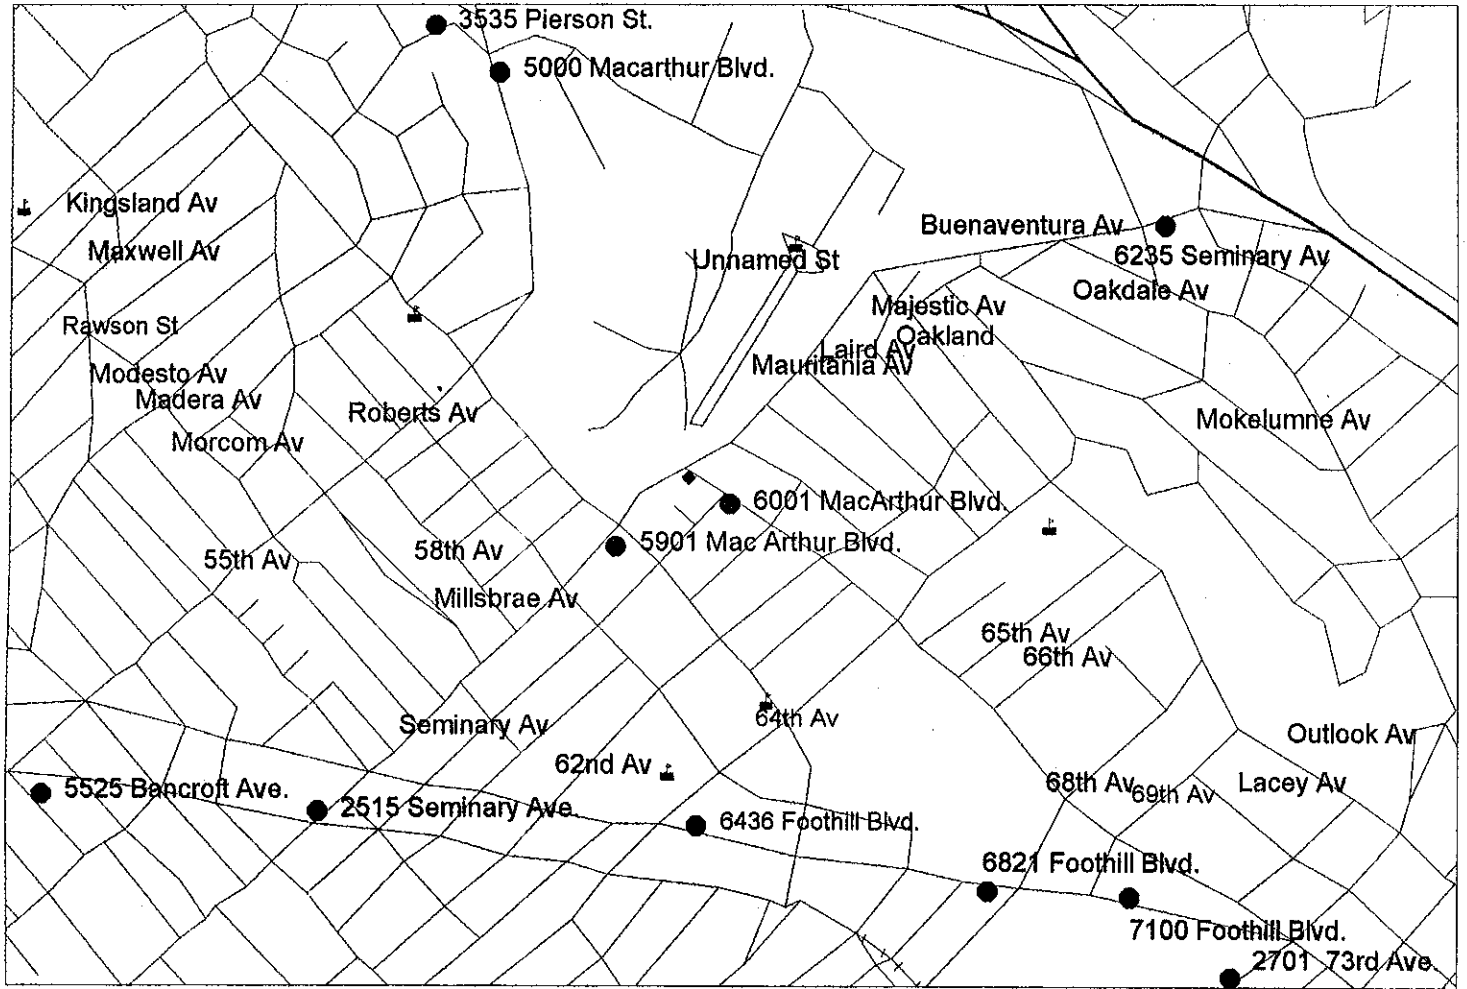 3535 Pierson St.
5000 Macarthur Blvd.
Kingsland Av
Buenaventura Av
Maxwell Av
6235 Seminary Av
Unnamed St
Oakdale Av
Majestic Av
Rawson St
Oakland
Laird Av
Mauritania Av
Modesto Av
Madera Av
Roberts Av
Mokelumne Av
Morcom Av
6001 MacArthur Blvd.
5901 Mac Arthur Blvd.
58th Av
55th Av
Millsbrae Av
65th Av
66th Av
64th Av
Seminary Av
Outlook Av
62nd Av
68th Av
Lacey Av
69th Av
5525 Bancroft Ave.
2515 Seminary Ave.
6436 Foothill Blvd.
6821 Foothill Blvd.
7100 Foothill Blvd.
2701 73rd Ave.